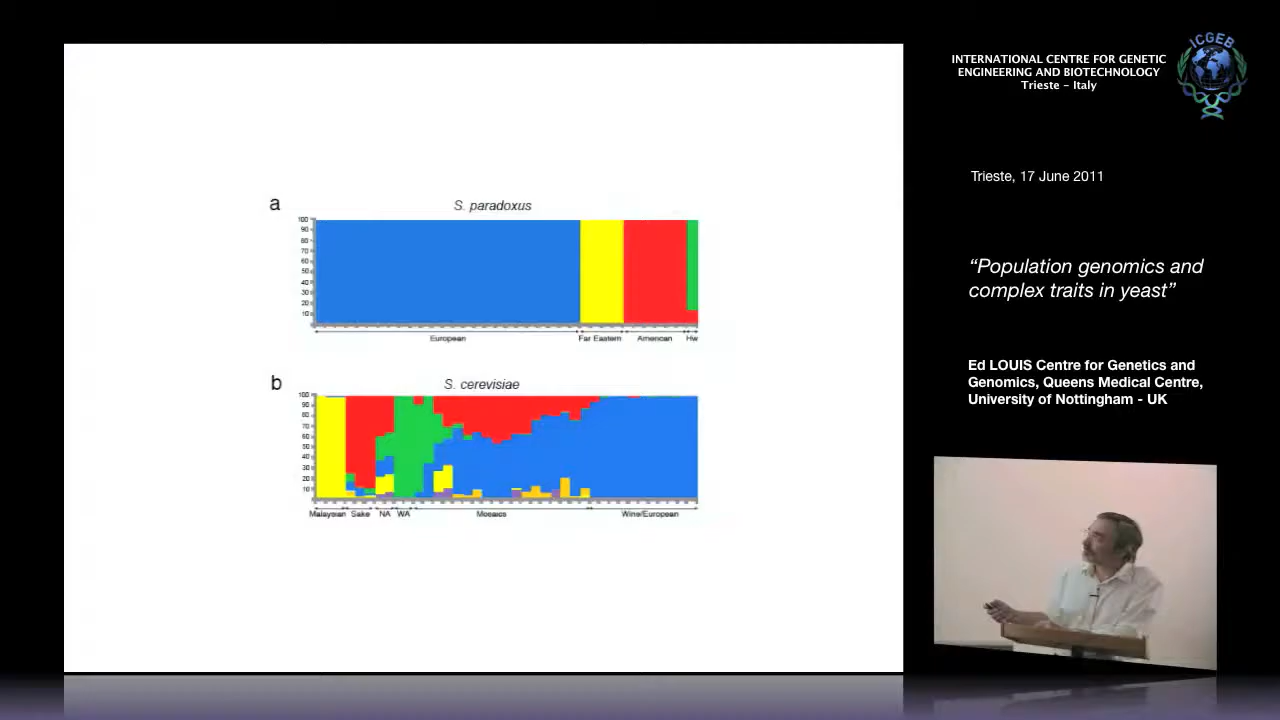 INTERNATIONAL CENTRE FOR GENETIC
ENGINEERING AND BIOTECHNOLOGY
Trieste – Italy
ICGEB
Trieste, 17 June 2011
“Population genomics and
complex traits in yeast”
Ed LOUIS Centre for Genetics and
Genomics, Queens Medical Centre,
University of Nottingham - UK
a
S. paradoxus
100
90
80
70
60
50
40
30
20
10
European Far Eastern American Hw
b
S. cerevisiae
100
90
80
70
60
50
40
30
20
10
Malaysian Sake NA WA Mosaics Wine/European